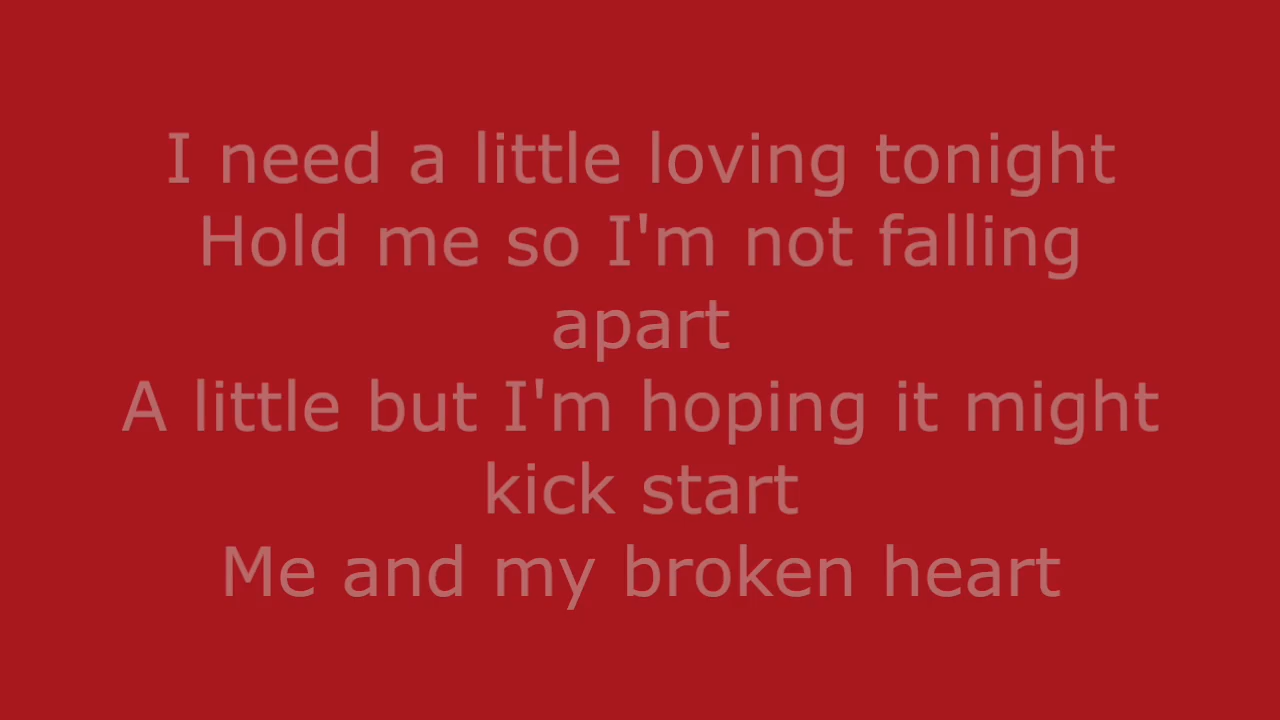 I need a little loving tonight
Hold me so I'm not falling
apart
A little but I'm hoping it might
kick start
Me and my broken heart